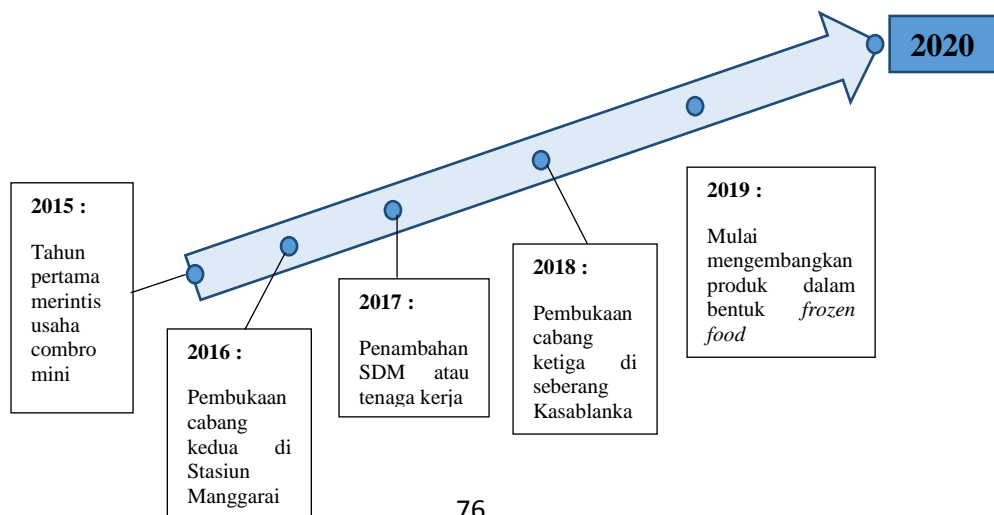 2020
2015 :
Tahun
pertama
merintis
usaha
combro
mini
2016 :
Pembukaan
cabang
kedua di
Stasiun
Manggarai
2017 :
Penambahan
SDM atau
tenaga kerja
2018 :
Pembukaan
cabang
ketiga di
seberang
Kasablanka
2019 :
Mulai
mengembangkan
produk dalam
bentuk frozen
food
76